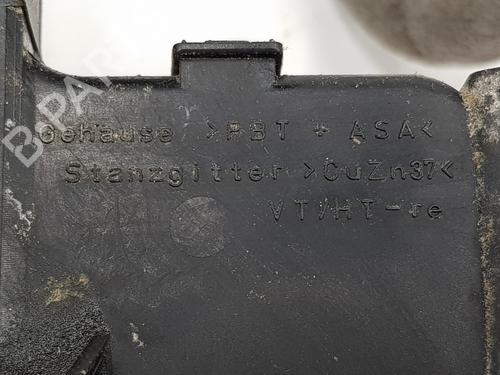 Gehäuse >PBT + ASA<
Stanzgitter >CuZn37<
VT/HT-re